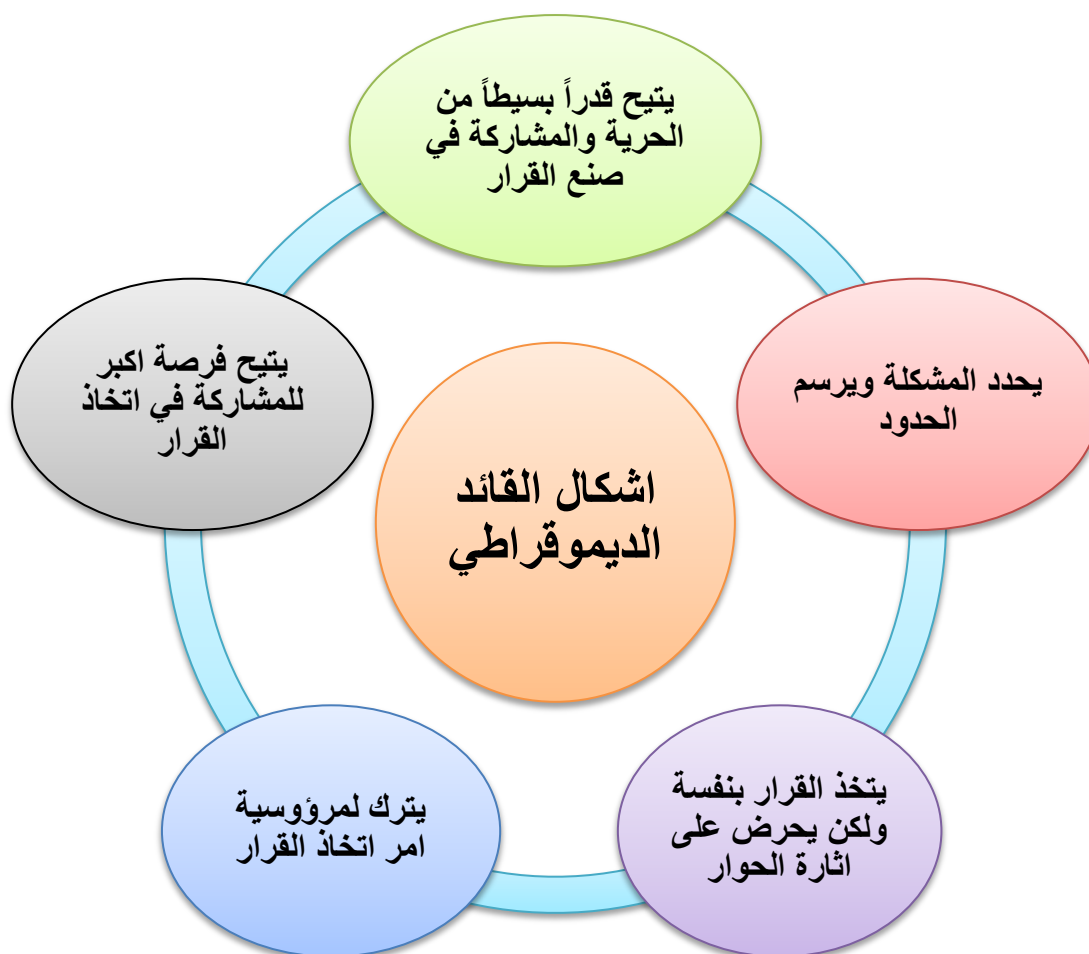 يتيح قدراً بسيطاً من
الحرية والمشاركة في
صنع القرار
يحدد المشكلة ويرسم
الحدود
يتخذ القرار بنفسة
ولكن يحرض على
اثارة الحوار
يترك لمرؤوسية
امر اتخاذ القرار
يتيح فرصة اكبر
للمشاركة في اتخاذ
القرار
اشكال القائد
الديموقراطي